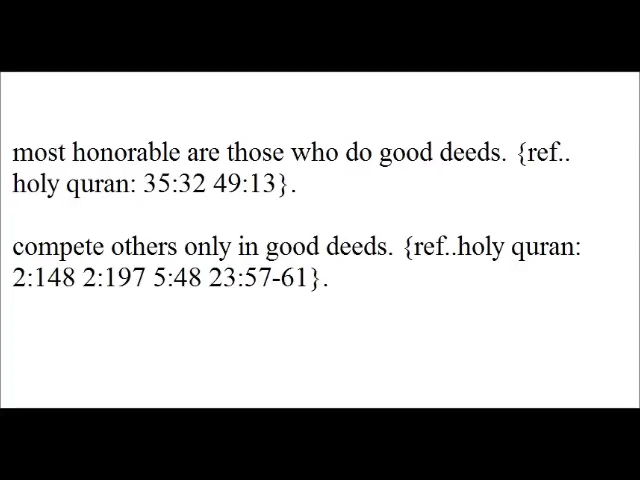 most honorable are those who do good deeds. {ref..
holy quran: 35:32 49:13}.
compete others only in good deeds. {ref..holy quran:
2:148 2:197 5:48 23:57-61}.